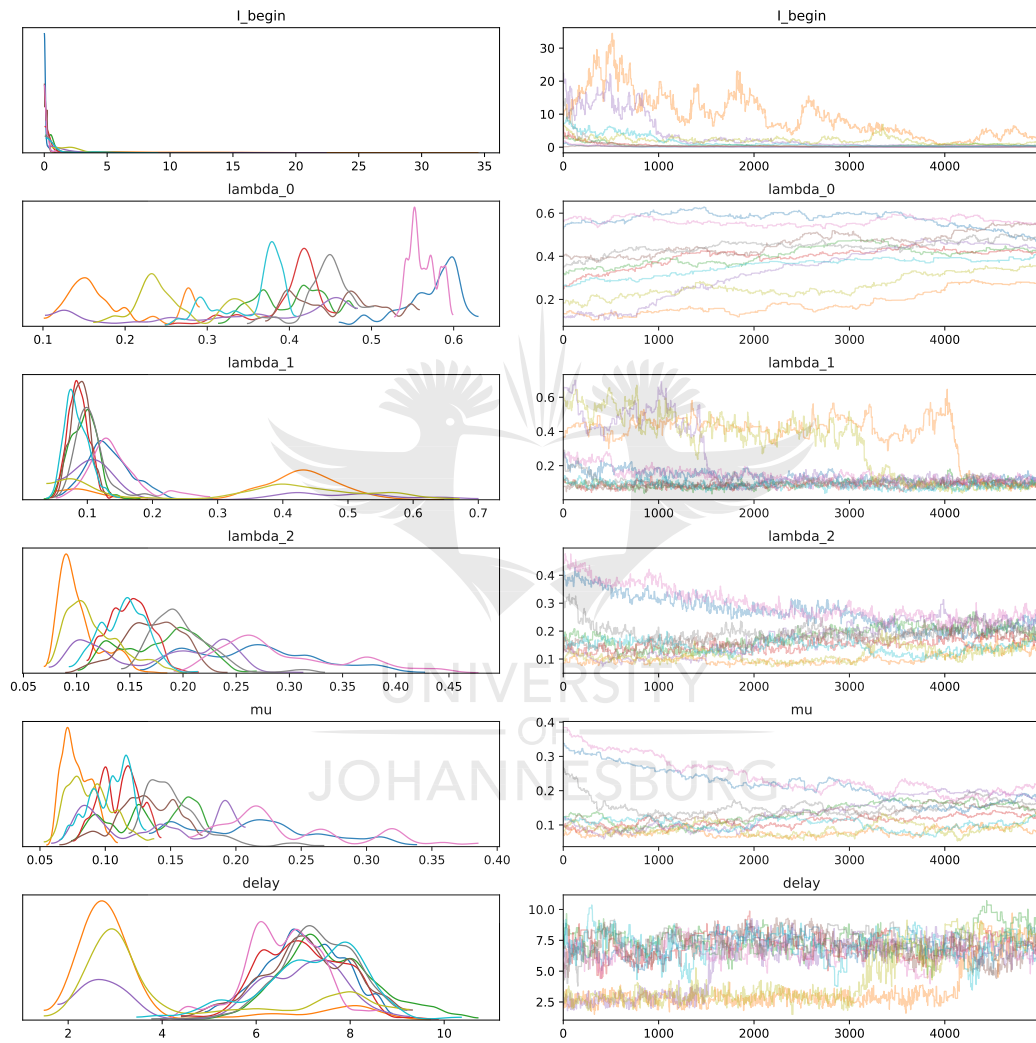 I_begin
I_begin
30
20
10
0
0 5 10 15 20 25 30 35
0 1000 2000 3000 4000
lambda_0
lambda_0
0.6
0.4
0.2
0.1 0.2 0.3 0.4 0.5 0.6
0 1000 2000 3000 4000
lambda_1
lambda_1
0.6
0.4
0.2
0.1 0.2 0.3 0.4 0.5 0.6 0.7
0 1000 2000 3000 4000
lambda_2
lambda_2
0.4
0.3
0.2
0.1
0.05 0.10 0.15 0.20 0.25 0.30 0.35 0.40 0.45
0 1000 2000 3000 4000
UNIVERSITY
mu
mu
OF
0.4
0.3
0.2
0.1
JOHANNESBURG
0.05 0.10 0.15 0.20 0.25 0.30 0.35 0.40
0 1000 2000 3000 4000
delay
delay
10.0
7.5
5.0
2.5
2 4 6 8 10
0 1000 2000 3000 4000